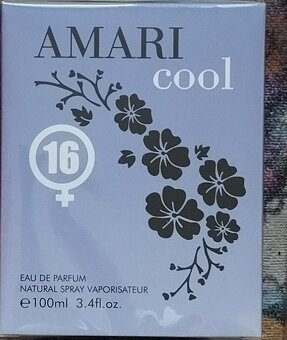 AMARI
cool
16
EAU DE PARFUM
NATURAL SPRAY VAPORISATEUR
℮100ml 3.4fl.oz.